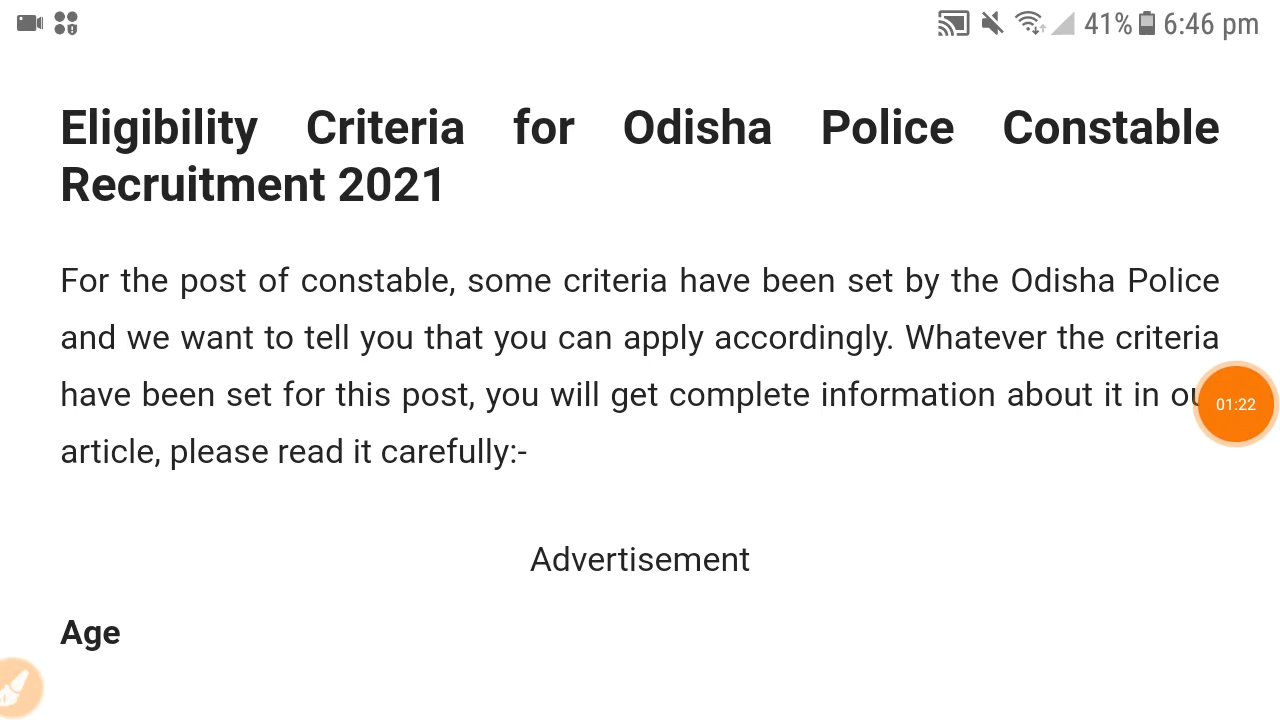 41% 6:46 pm
Eligibility Criteria for Odisha Police Constable
Recruitment 2021
For the post of constable, some criteria have been set by the Odisha Police
and we want to tell you that you can apply accordingly. Whatever the criteria
have been set for this post, you will get complete information about it in ou
01:22
article, please read it carefully:-
Advertisement
Age